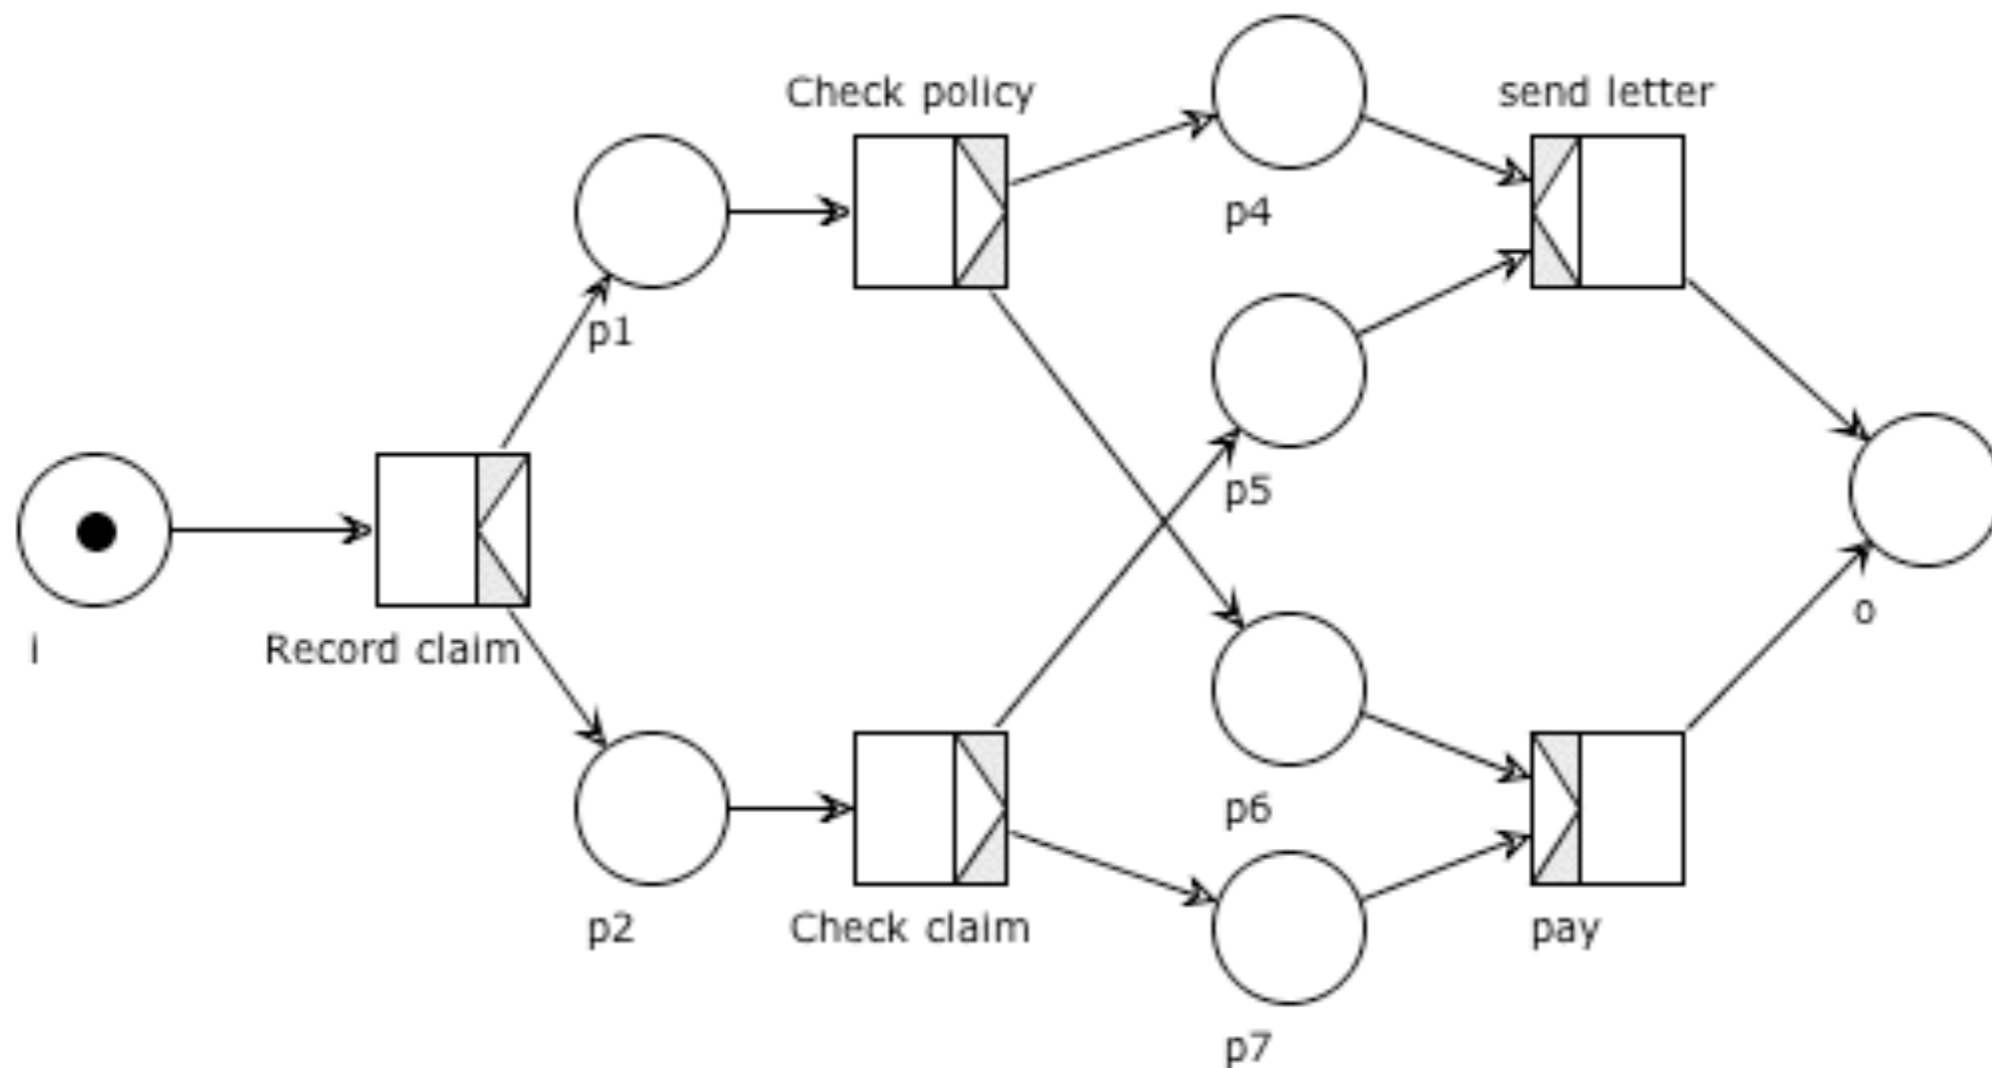 Check policy
send letter
p4
p1
p5
i
Record claim
o
p6
p2
Check claim
pay
p7